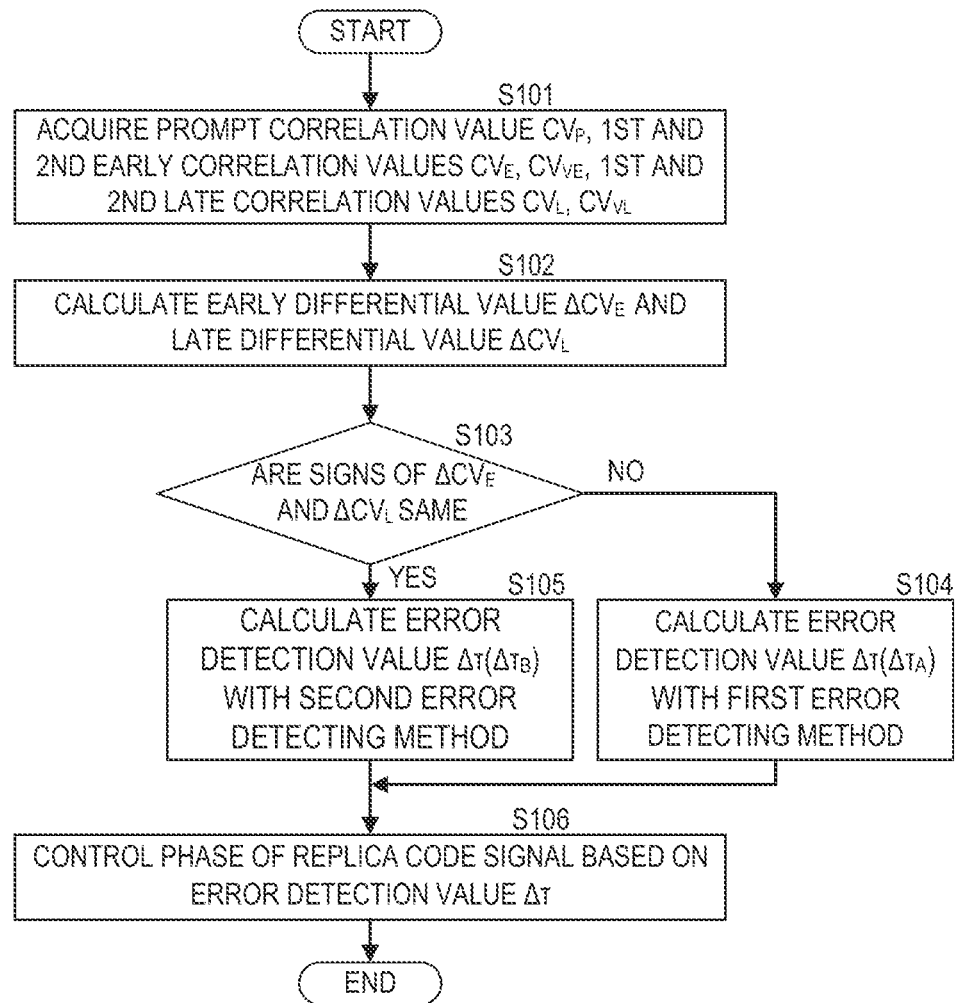 START
S101
ACQUIRE PROMPT CORRELATION VALUE CVP, 1ST AND
2ND EARLY CORRELATION VALUES CVE, CVVE, 1ST AND
2ND LATE CORRELATION VALUES CVL, CVVL
S102
CALCULATE EARLY DIFFERENTIAL VALUE ΔCVE AND
LATE DIFFERENTIAL VALUE ΔCVL
S103
ARE SIGNS OF ΔCVE
AND ΔCVL SAME
NO
YES
S105
CALCULATE ERROR
DETECTION VALUE Δτ(ΔτB)
WITH SECOND ERROR
DETECTING METHOD
S104
CALCULATE ERROR
DETECTION VALUE Δτ(ΔτA)
WITH FIRST ERROR
DETECTING METHOD
S106
CONTROL PHASE OF REPLICA CODE SIGNAL BASED ON
ERROR DETECTION VALUE Δτ
END